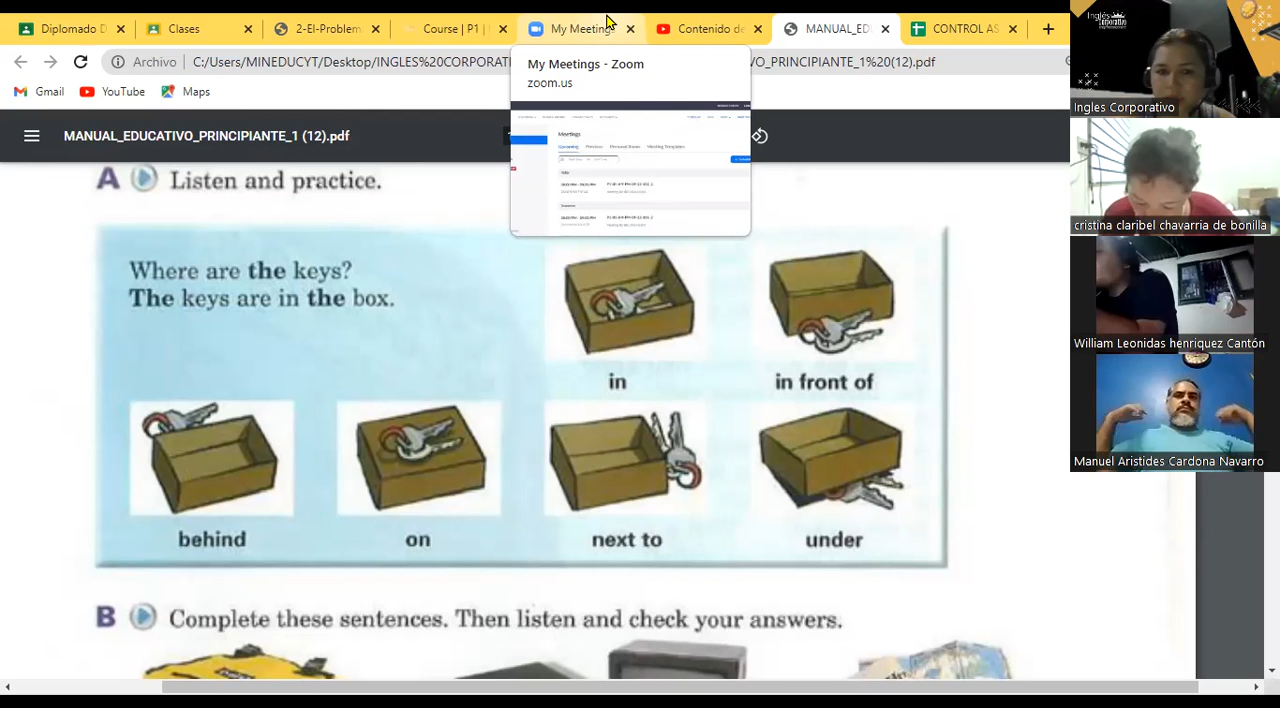 Diplomado D
Clases
2-El-Problem
Course | P1 |
My Meetings
Contenido de
MANUAL_ED
CONTROL AS
Archivo
C:/Users/MINEDUCYT/Desktop/INGLES%20CORPORATI
VO_PRINCIPIANTE_1%20(12).pdf
My Meetings - Zoom
zoom.us
Gmail
YouTube
Maps
Meetings
MANUAL_EDUCATIVO_PRINCIPIANTE_1 (12).pdf
A Listen and practice.
Where are the keys?
The keys are in the box.
in
in front of
behind
on
next to
under
B Complete these sentences. Then listen and check your answers.
Inglés
Corporativo
Ingles Corporativo
cristina claribel chavarria de bonilla
William Leonidas henriquez Cantón
Manuel Aristides Cardona Navarro